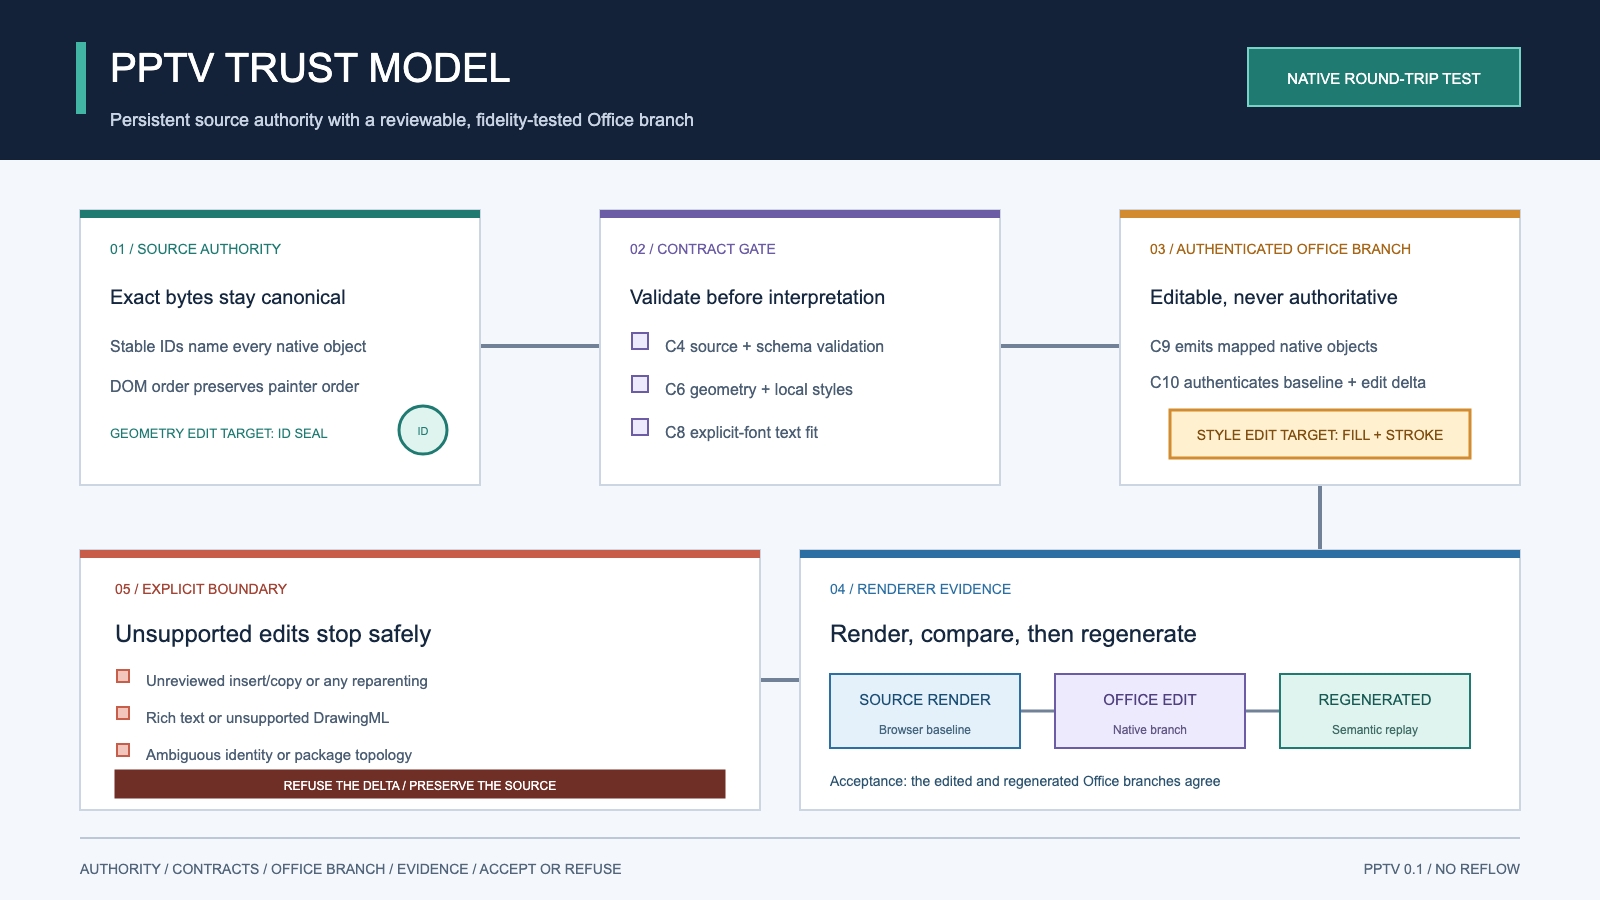 PPTV TRUST MODEL
Persistent source authority with a reviewable, fidelity-tested Office branch
NATIVE ROUND-TRIP TEST
01 / SOURCE AUTHORITY
Exact bytes stay canonical
Stable IDs name every native object
DOM order preserves painter order
GEOMETRY EDIT TARGET: ID SEAL
ID
02 / CONTRACT GATE
Validate before interpretation
C4 source + schema validation
C6 geometry + local styles
C8 explicit-font text fit
03 / AUTHENTICATED OFFICE BRANCH
Editable, never authoritative
C9 emits mapped native objects
C10 authenticates baseline + edit delta
STYLE EDIT TARGET: FILL + STROKE
05 / EXPLICIT BOUNDARY
Unsupported edits stop safely
Unreviewed insert/copy or any reparenting
Rich text or unsupported DrawingML
Ambiguous identity or package topology
REFUSE THE DELTA / PRESERVE THE SOURCE
04 / RENDERER EVIDENCE
Render, compare, then regenerate
SOURCE RENDER
Browser baseline
OFFICE EDIT
Native branch
REGENERATED
Semantic replay
Acceptance: the edited and regenerated Office branches agree
AUTHORITY / CONTRACTS / OFFICE BRANCH / EVIDENCE / ACCEPT OR REFUSE
PPTV 0.1 / NO REFLOW